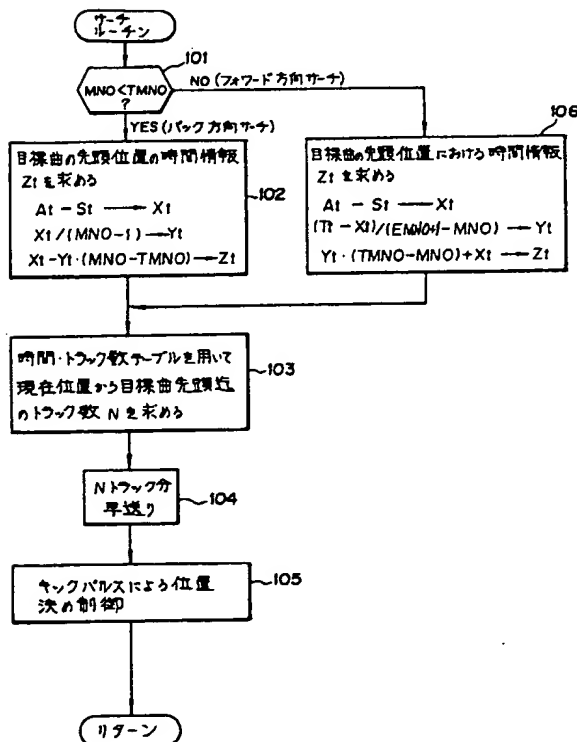 サーチ
ルーチン
101
MNO<TMNO
?
NO (フォワード方向サーチ)
YES (バック方向サーチ)
106
目標曲の先頭位置の時間情報
Ztを求める
At − St → Xt
Xt / (MNO−1) → Yt
Xt − Yt・(MNO−TMNO) → Zt
102
目標曲の先頭位置における時間情報
Ztを求める
At − St → Xt
(Tt − Xt)/(ENNO+1−MNO) → Yt
Yt・(TMNO−MNO)+Xt → Zt
時間・トラック数テーブルを用いて
現在位置から目標曲先頭迄
のトラック数 N を求める
103
Nトラック分
早送り
104
キックパルスによる位置
決め制御
105
リターン